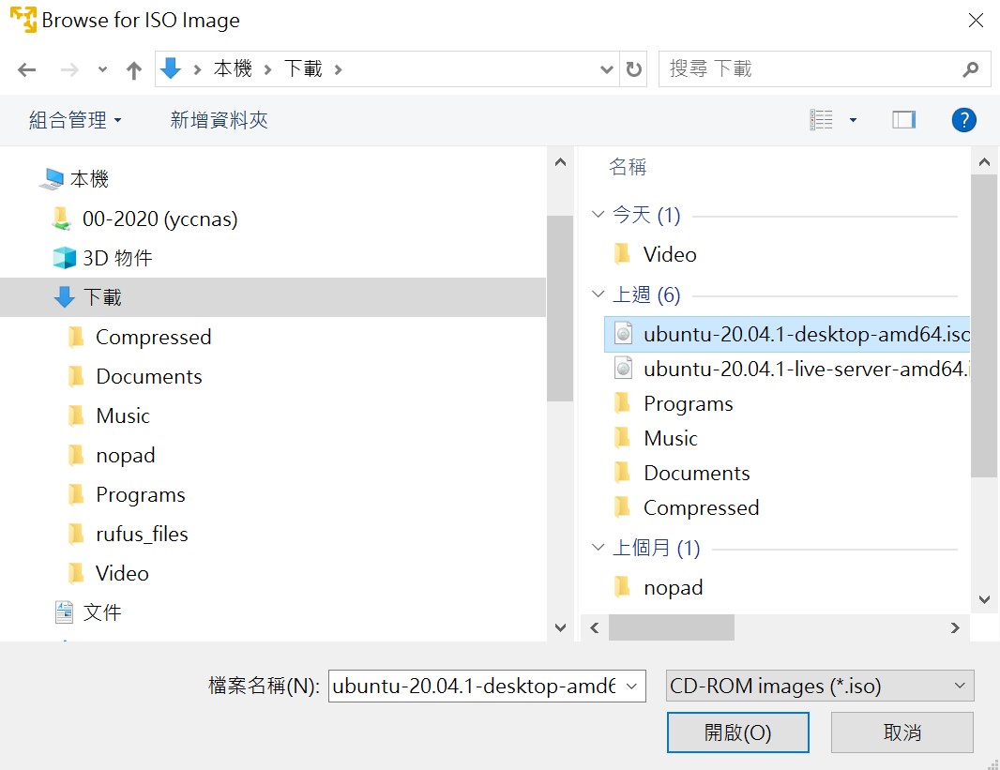 Browse for ISO Image
本機 下載
搜尋 下載
組合管理 新增資料夾
?
本機
00-2020 (yccnas)
3D 物件
下載
Compressed
Documents
Music
nopad
Programs
rufus_files
Video
文件
名稱
今天 (1)
Video
上週 (6)
ubuntu-20.04.1-desktop-amd64.iso
ubuntu-20.04.1-live-server-amd64.i
Programs
Music
Documents
Compressed
上個月 (1)
nopad
檔案名稱(N): ubuntu-20.04.1-desktop-amd6 CD-ROM images (*.iso)
開啟(O) 取消